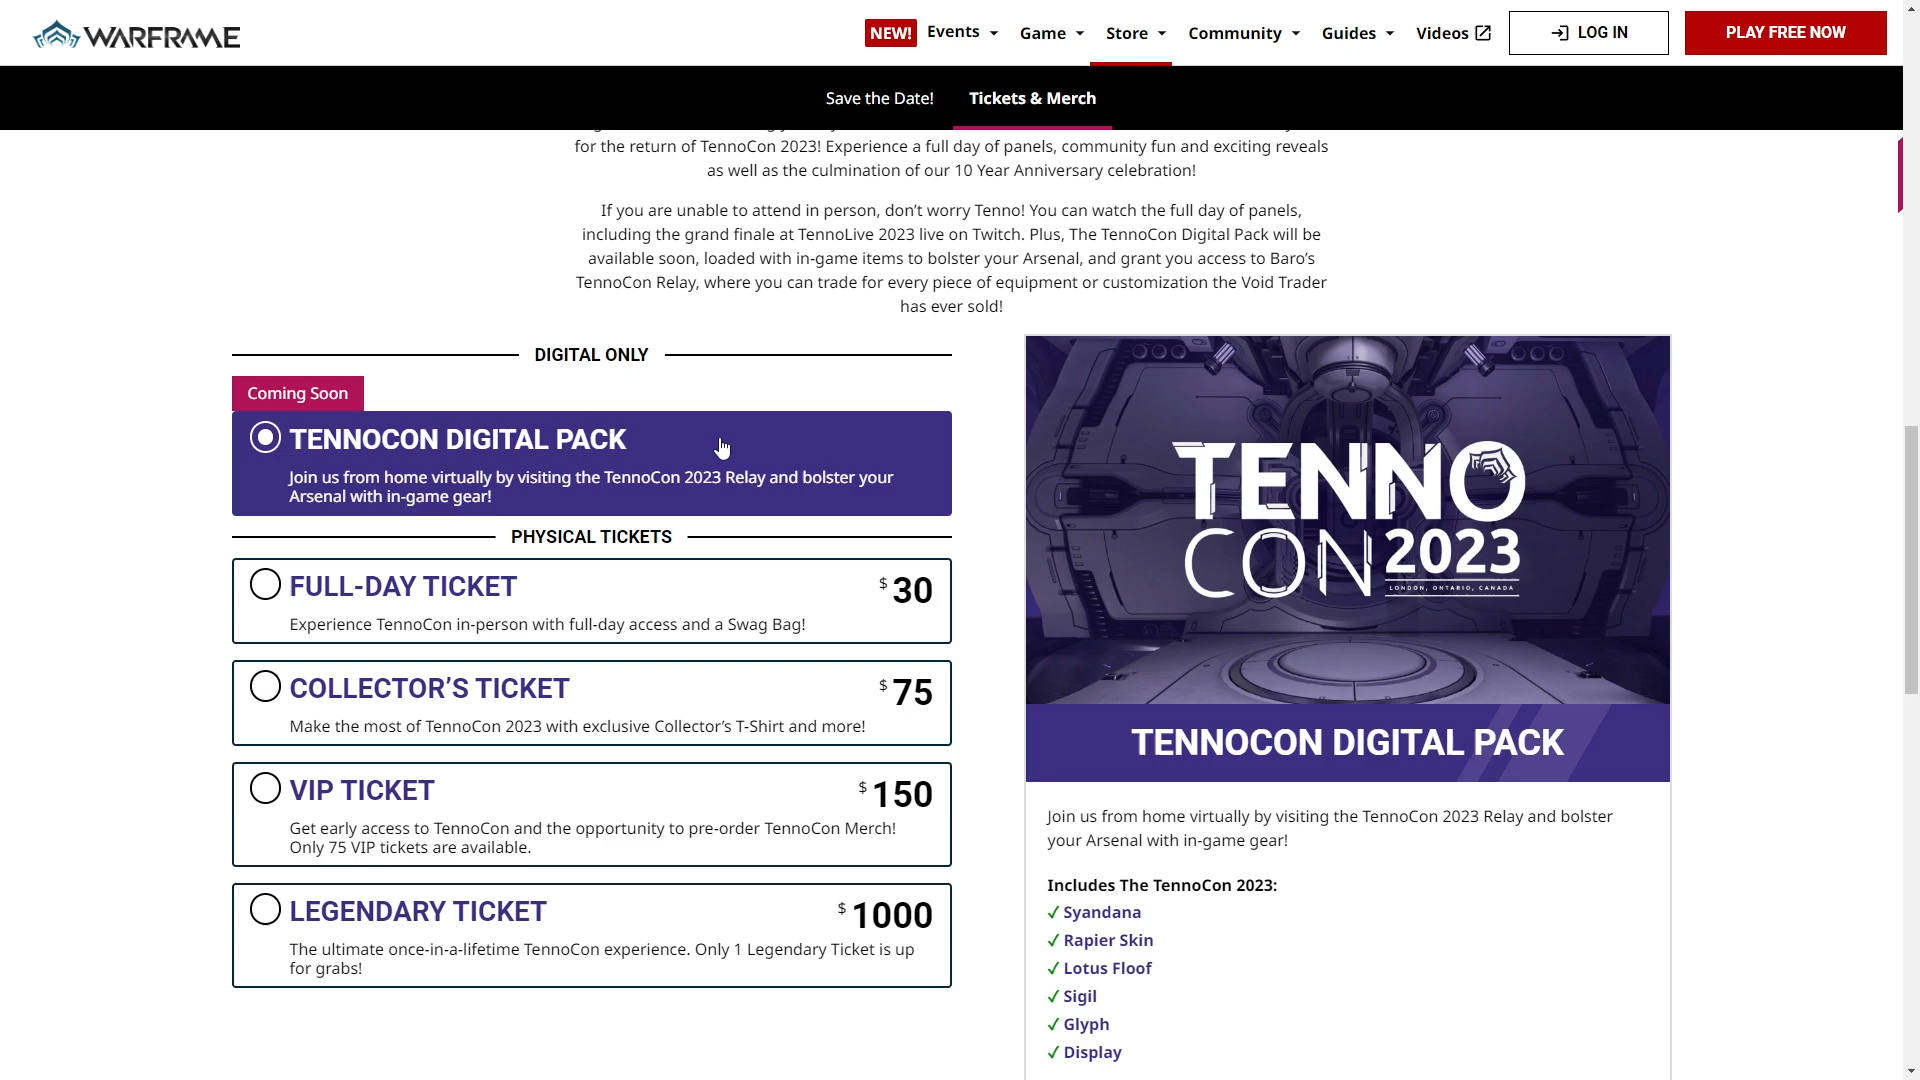 WARFRAME
NEW! Events Game Store Community Guides Videos LOG IN PLAY FREE NOW
Save the Date! Tickets & Merch
for the return of TennoCon 2023! Experience a full day of panels, community fun and exciting reveals
as well as the culmination of our 10 Year Anniversary celebration!
If you are unable to attend in person, don’t worry Tenno! You can watch the full day of panels,
including the grand finale at TennoLive 2023 live on Twitch. Plus, The TennoCon Digital Pack will be
available soon, loaded with in-game items to bolster your Arsenal, and grant you access to Baro’s
TennoCon Relay, where you can trade for every piece of equipment or customization the Void Trader
has ever sold!
DIGITAL ONLY
Coming Soon
TENNOCON DIGITAL PACK
Join us from home virtually by visiting the TennoCon 2023 Relay and bolster your
Arsenal with in-game gear!
PHYSICAL TICKETS
FULL-DAY TICKET $30
Experience TennoCon in-person with full-day access and a Swag Bag!
COLLECTOR’S TICKET $75
Make the most of TennoCon 2023 with exclusive Collector’s T-Shirt and more!
VIP TICKET $150
Get early access to TennoCon and the opportunity to pre-order TennoCon Merch!
Only 75 VIP tickets are available.
LEGENDARY TICKET $1000
The ultimate once-in-a-lifetime TennoCon experience. Only 1 Legendary Ticket is up
for grabs!
TENNO
CON 2023
LONDON, ONTARIO, CANADA
TENNOCON DIGITAL PACK
Join us from home virtually by visiting the TennoCon 2023 Relay and bolster
your Arsenal with in-game gear!
Includes The TennoCon 2023:
✓ Syandana
✓ Rapier Skin
✓ Lotus Floof
✓ Sigil
✓ Glyph
✓ Display